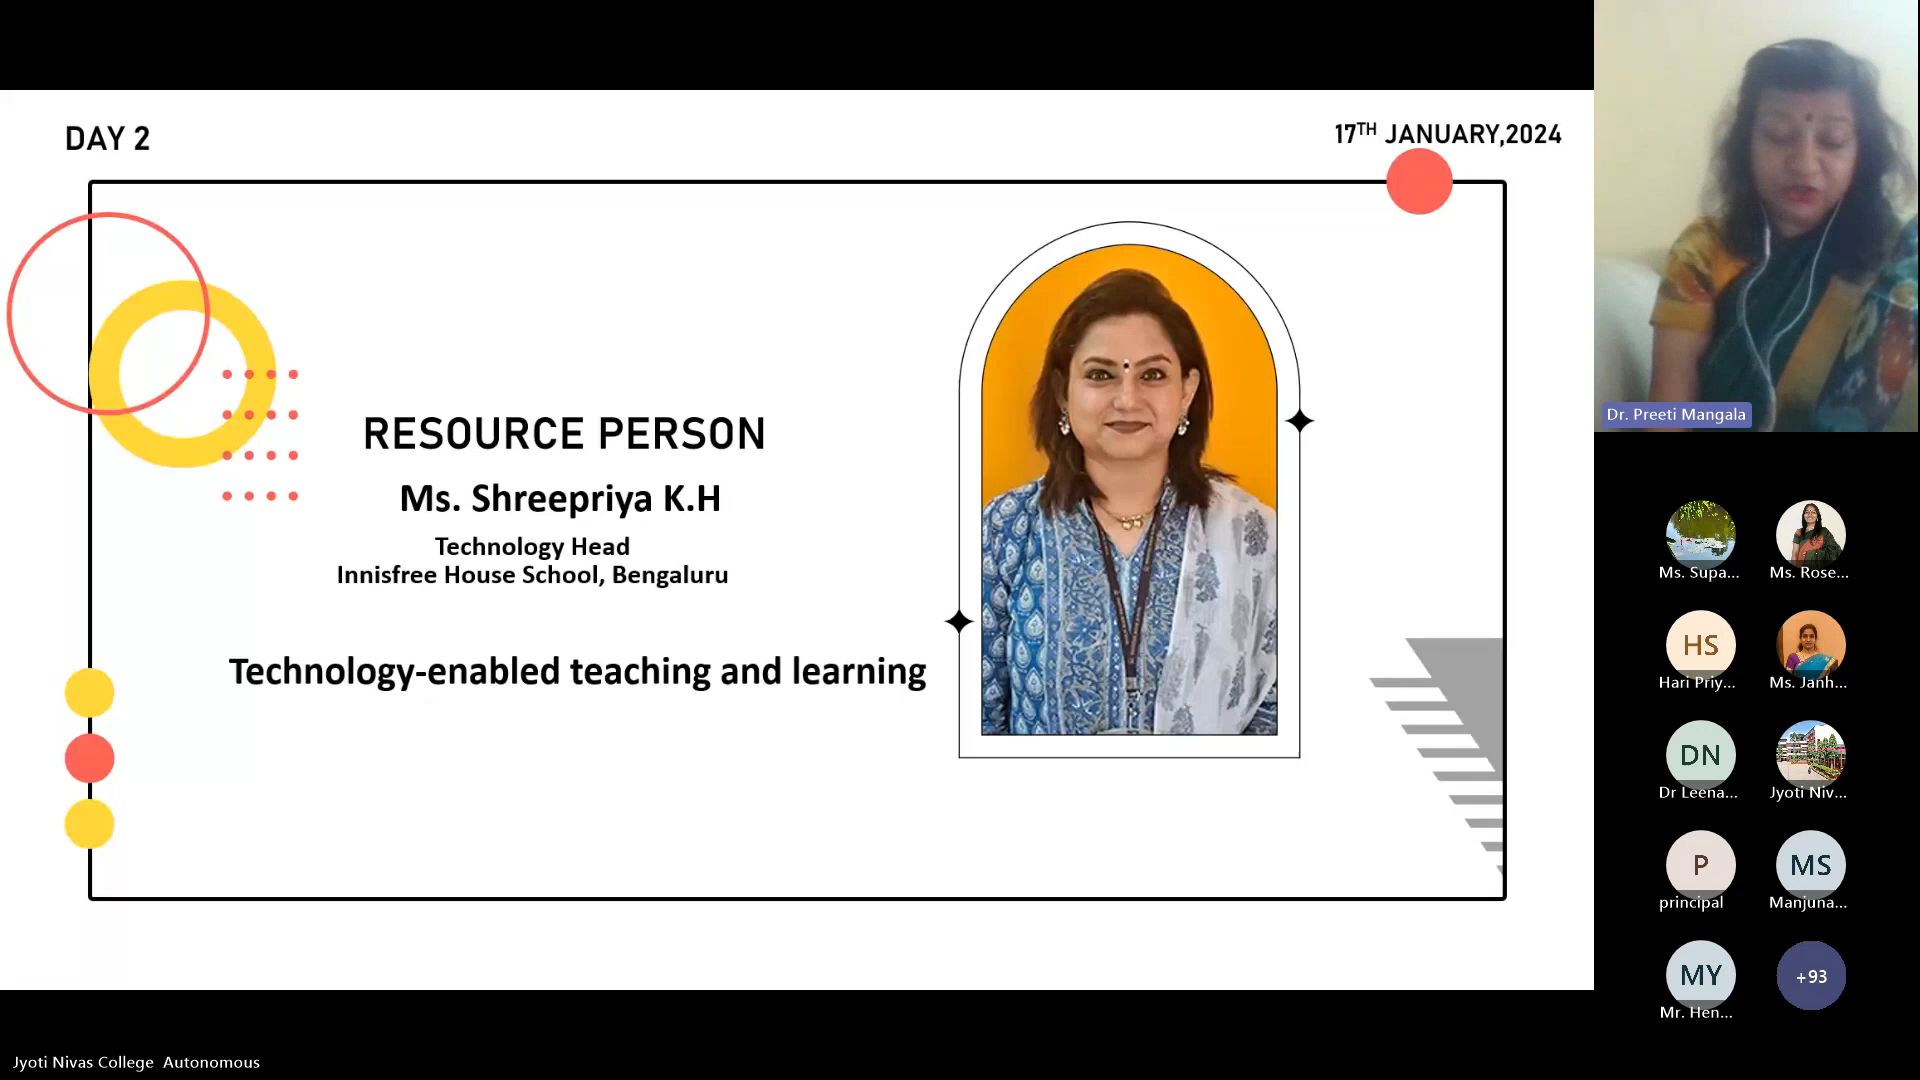 DAY 2
17TH JANUARY,2024
RESOURCE PERSON
Ms. Shreepriya K.H
Technology Head
Innisfree House School, Bengaluru
Technology-enabled teaching and learning
Dr. Preeti Mangala
Ms. Supa...
Ms. Rose...
HS
Hari Priy...
Ms. Janh...
DN
Dr Leena...
Jyoti Niv...
P
principal
MS
Manjuna...
MY
Mr. Hen...
+93
Jyoti Nivas College Autonomous